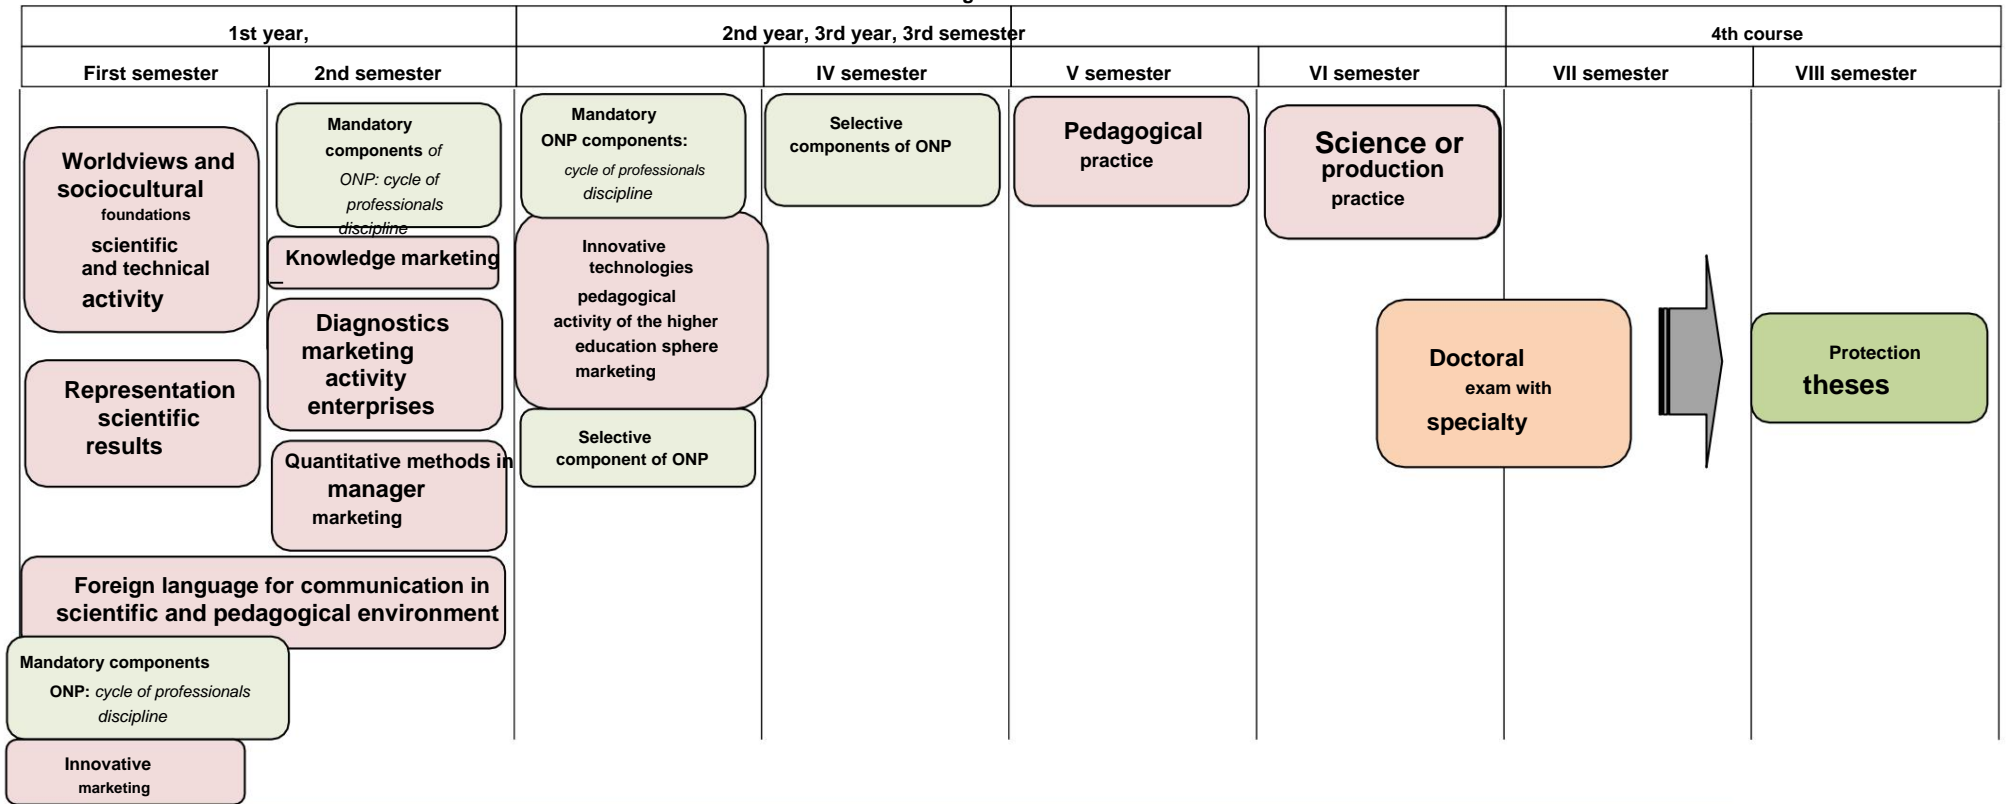 1st year,
2nd year, 3rd year, 3rd semester
4th course
First semester
2nd semester
IV semester
V semester
VI semester
VII semester
VIII semester
Worldviews and
sociocultural
foundations
scientific
and technical
activity
Representation
scientific
results
Mandatory
components of
ONP: cycle of
professionals
discipline
Knowledge marketing
_
Diagnostics
marketing
activity
enterprises
Quantitative methods in
manager
marketing
Foreign language for communication in
scientific and pedagogical environment
Mandatory components
ONP: cycle of professionals
discipline
Innovative
marketing
Mandatory
ONP components:
cycle of professionals
discipline
Innovative
technologies
pedagogical
activity of the higher
education sphere
marketing
Selective
component of ONP
Selective
components of ONP
Pedagogical
practice
Science or
production
practice
Doctoral
exam with
specialty
Protection
theses